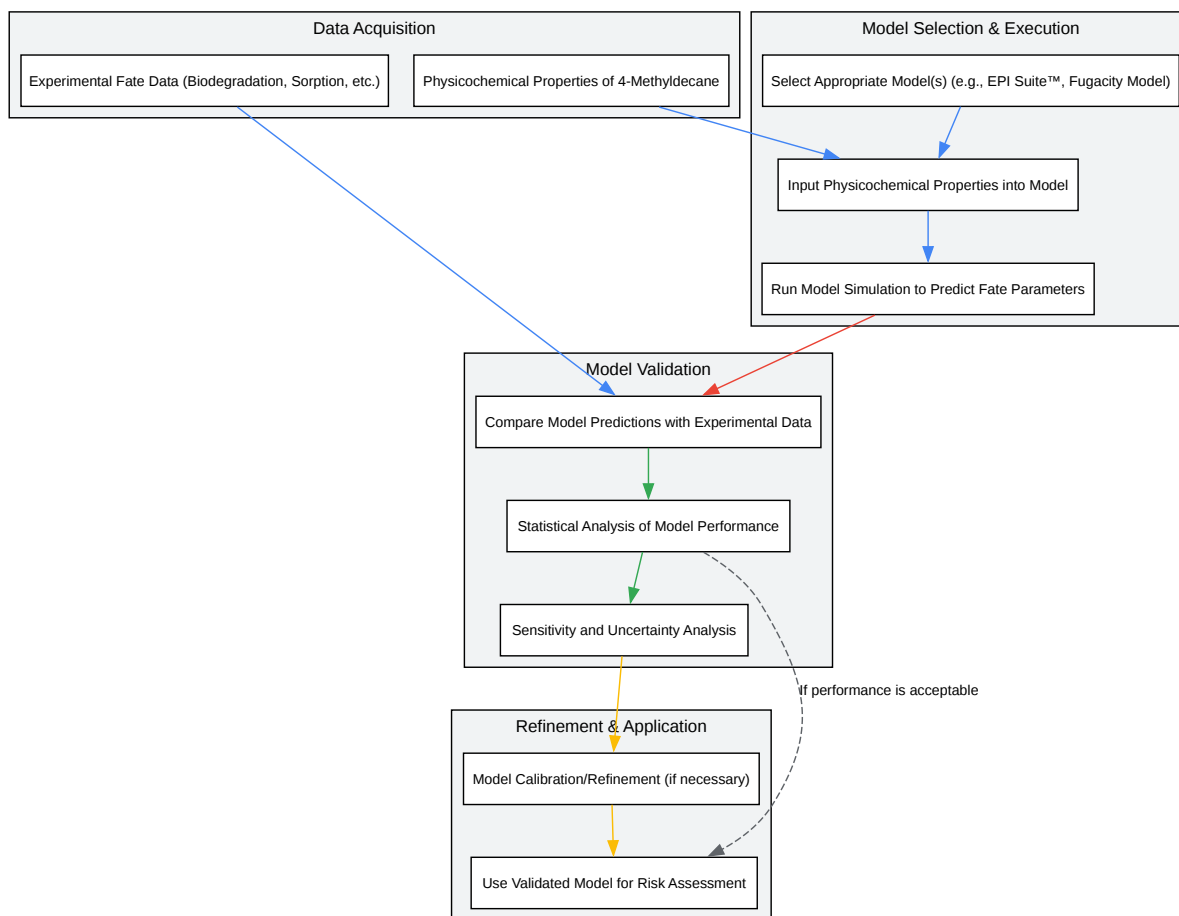 Data Acquisition
Experimental Fate Data (Biodegradation, Sorption, etc.)
Physicochemical Properties of 4-Methyldecane
Model Selection & Execution
Select Appropriate Model(s) (e.g., EPI Suite™, Fugacity Model)
Input Physicochemical Properties into Model
Run Model Simulation to Predict Fate Parameters
Model Validation
Compare Model Predictions with Experimental Data
Statistical Analysis of Model Performance
Sensitivity and Uncertainty Analysis
If performance is acceptable
Refinement & Application
Model Calibration/Refinement (if necessary)
Use Validated Model for Risk Assessment